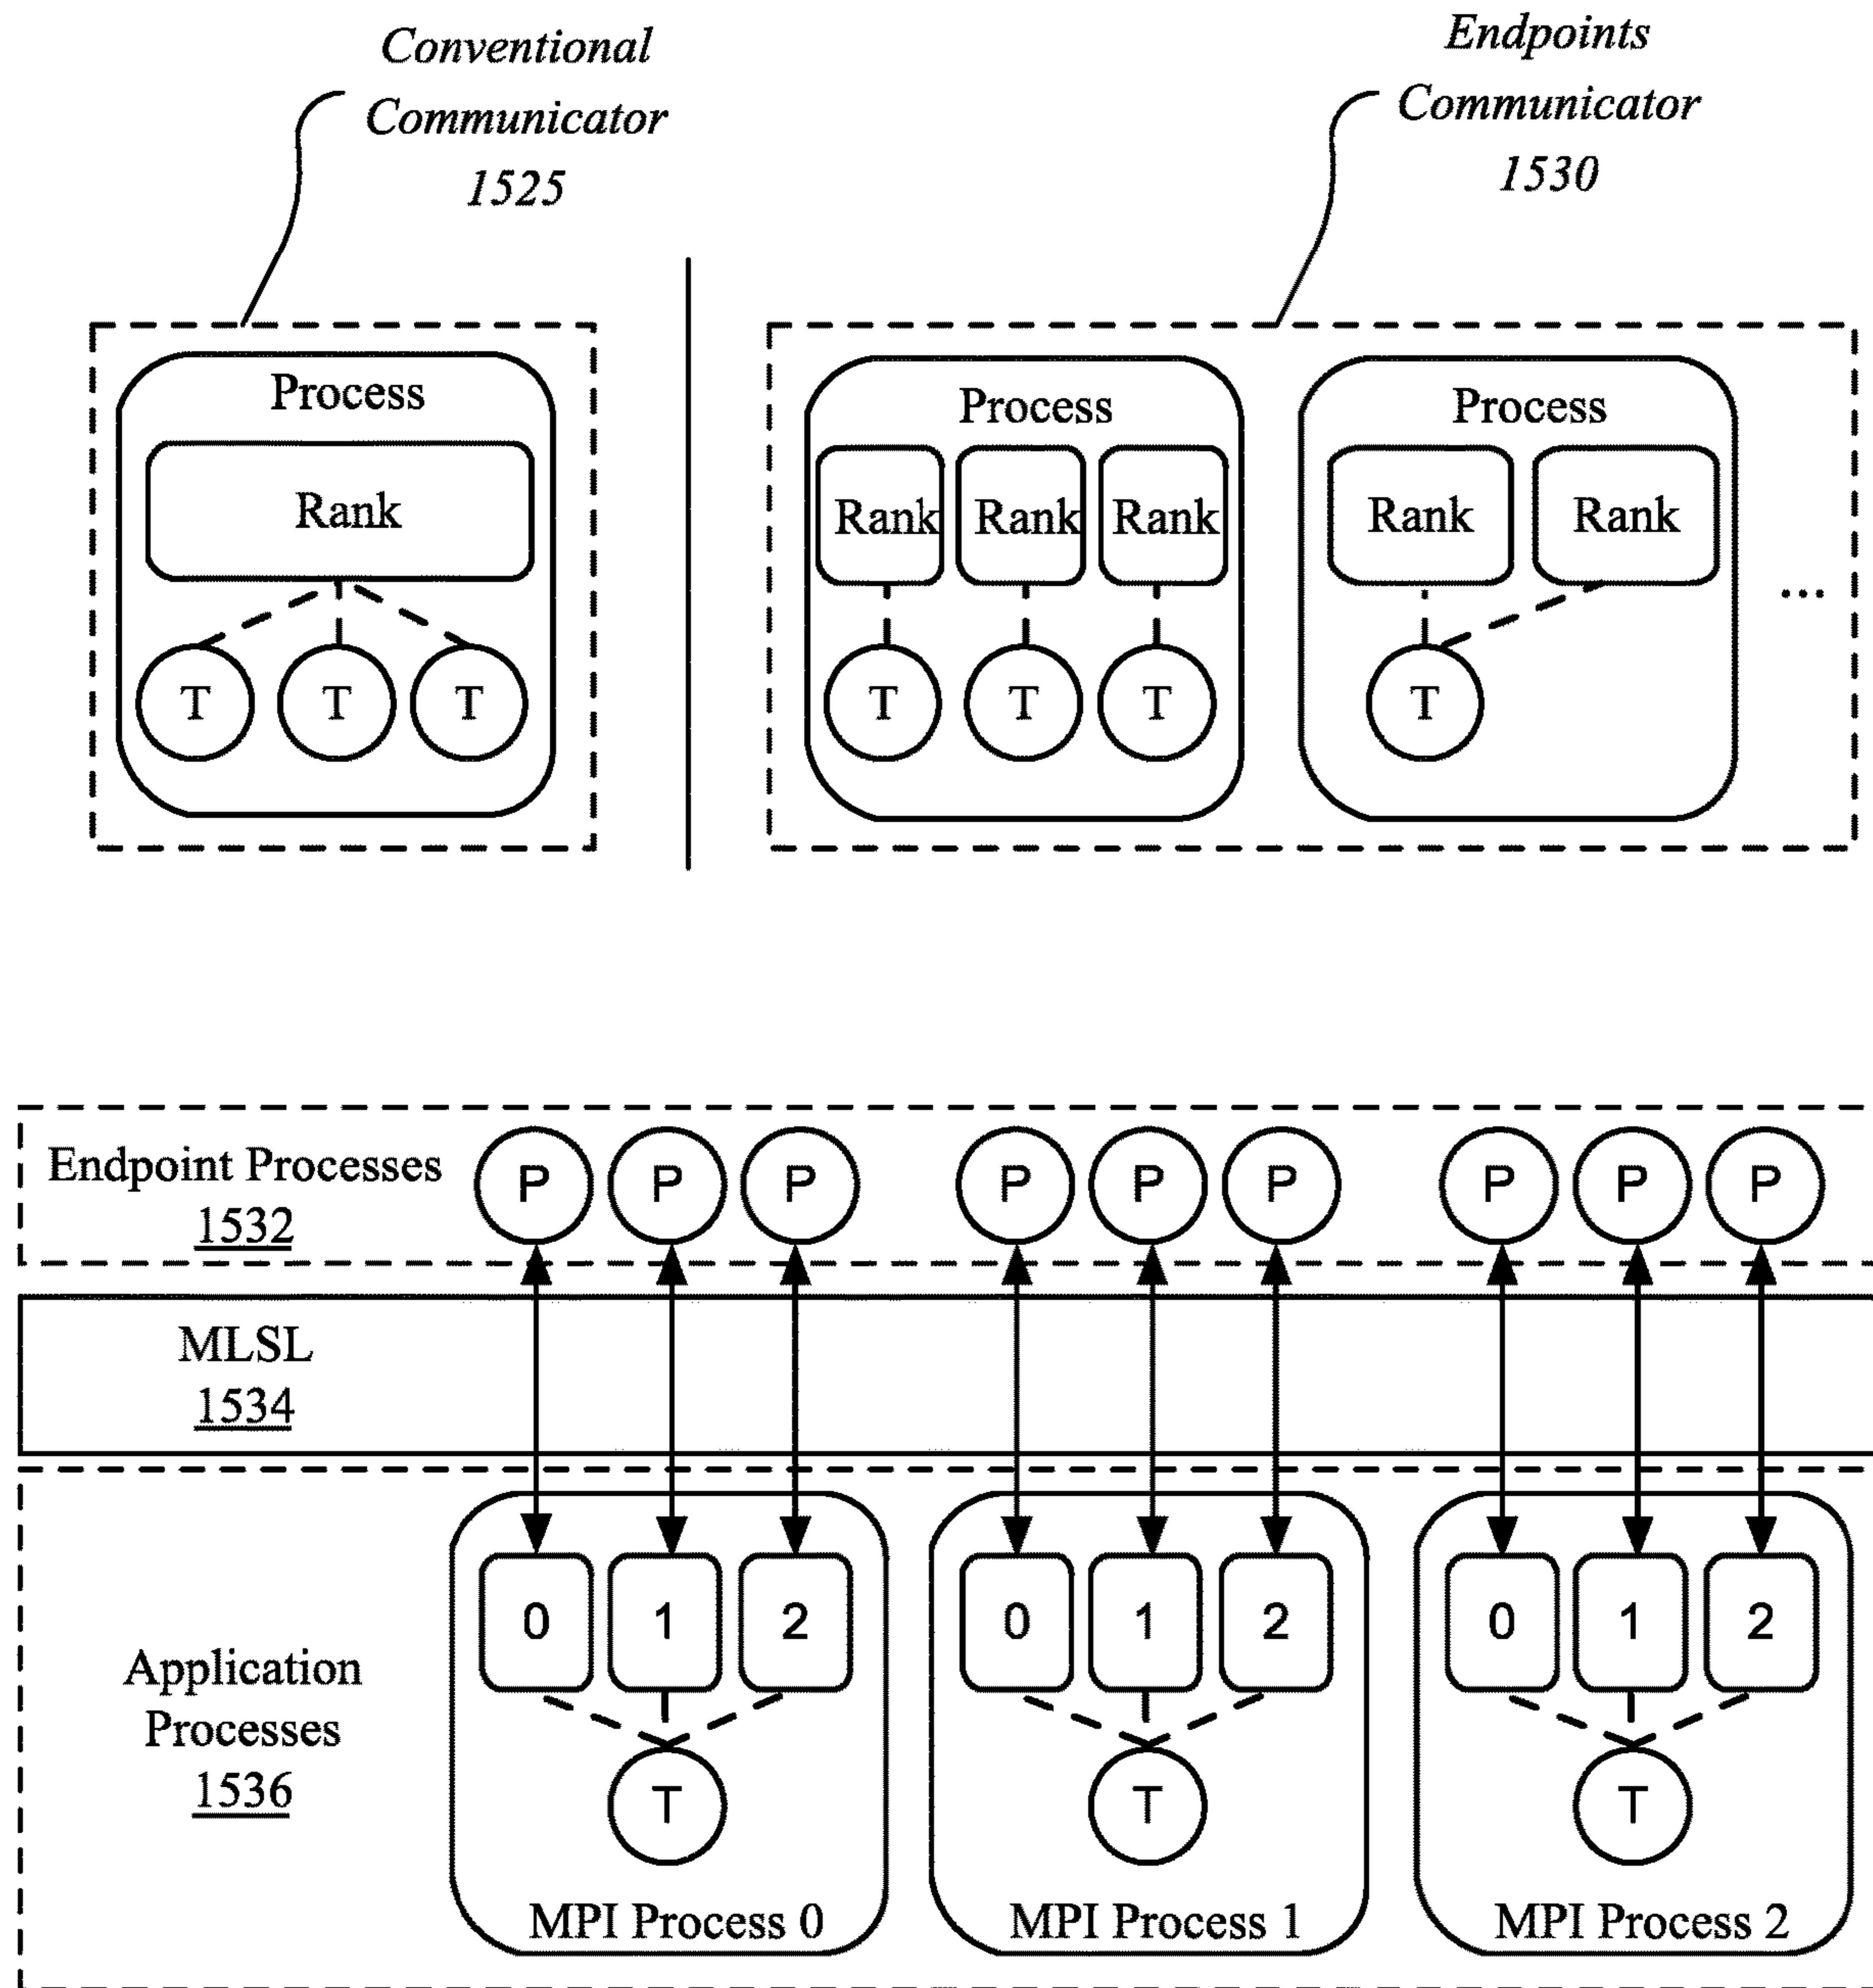 Conventional
Communicator
1525
Endpoints
Communicator
1530
Process
Rank
T T T
Process
Rank Rank Rank
T T T
Process
Rank Rank
T
...
Endpoint Processes
1532
P P P P P P P P P
MLSL
1534
Application
Processes
1536
0 1 2
T
MPI Process 0
0 1 2
T
MPI Process 1
0 1 2
T
MPI Process 2